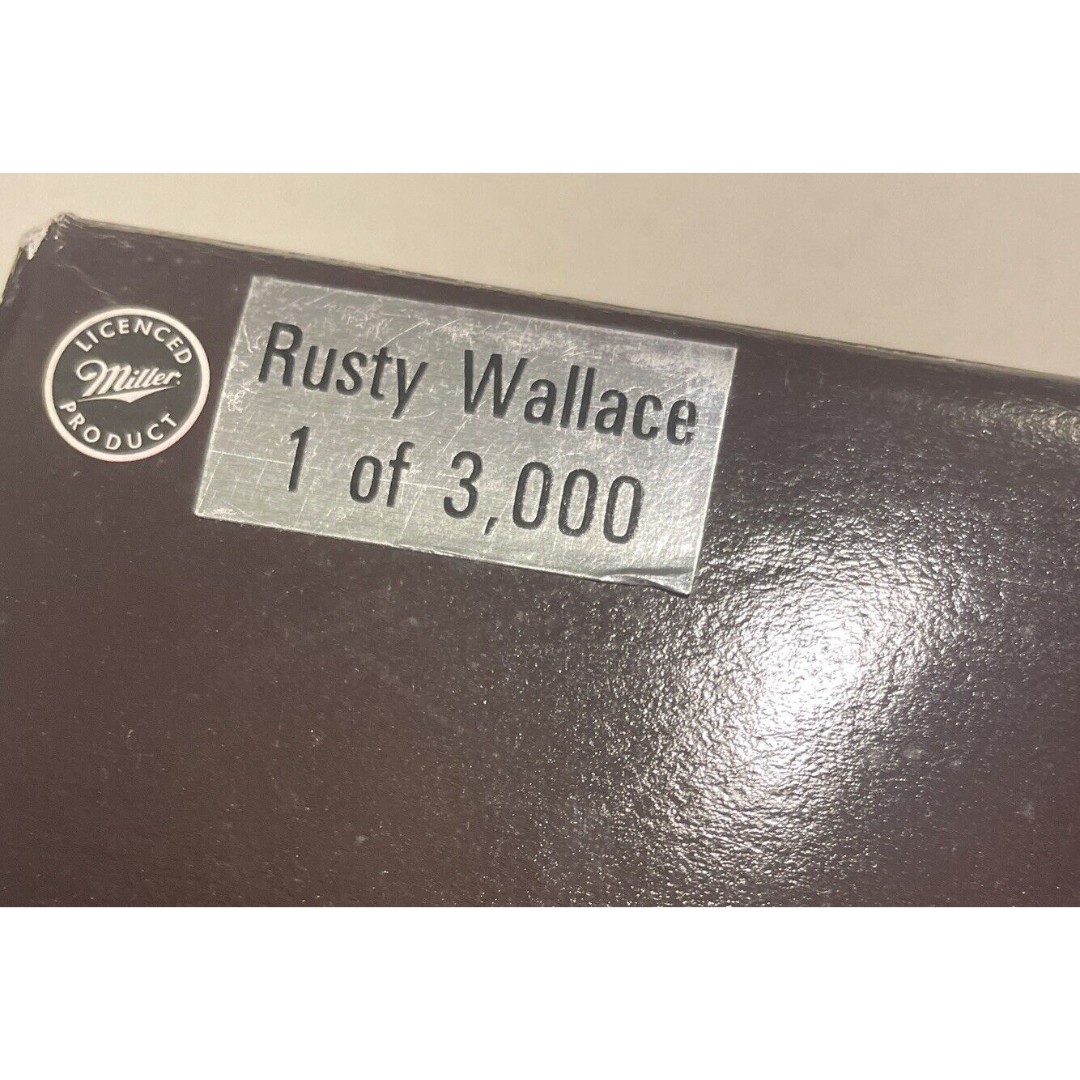 LICENCED
Miller
PRODUCT
Rusty Wallace
1 of 3,000